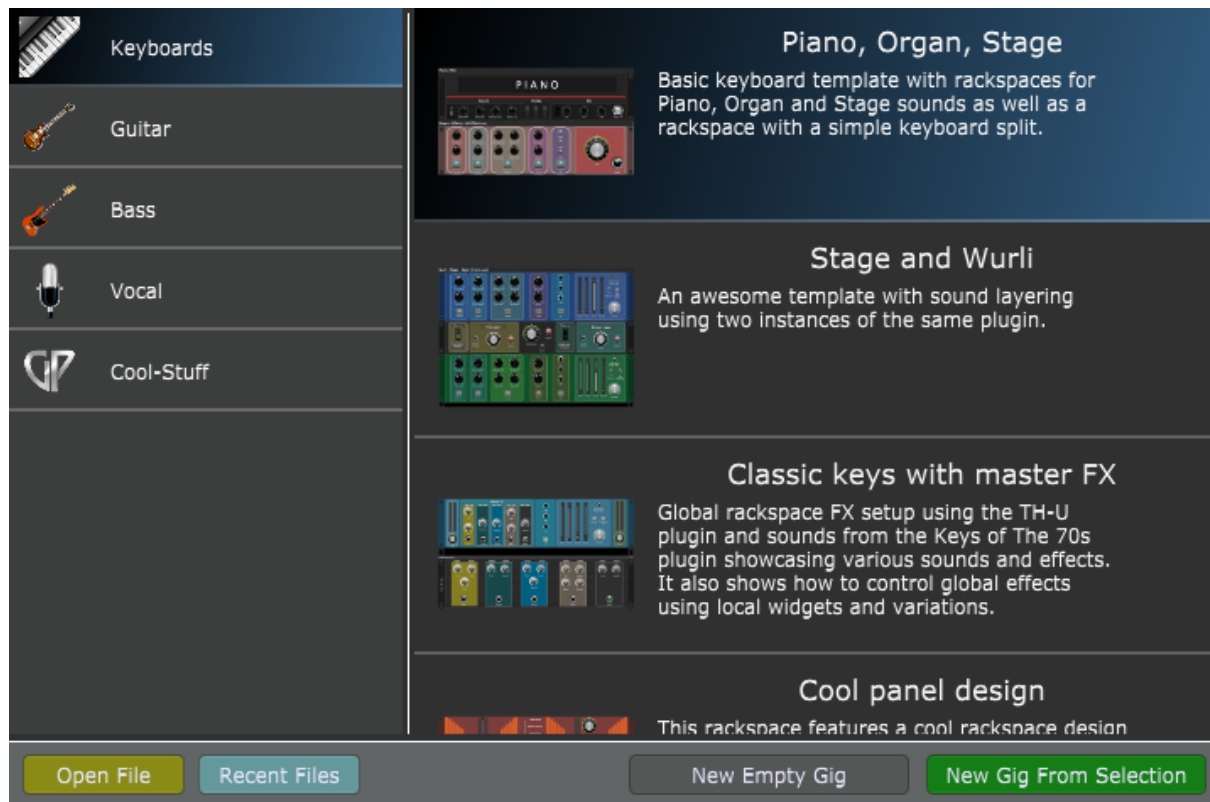 Keyboards
Guitar
Bass
Vocal
Cool-Stuff
Piano, Organ, Stage
PIANO
Basic keyboard template with rackspaces for
Piano, Organ and Stage sounds as well as a
rackspace with a simple keyboard split.
Stage and Wurli
An awesome template with sound layering
using two instances of the same plugin.
Classic keys with master FX
Global rackspace FX setup using the TH-U
plugin and sounds from the Keys of The 70s
plugin showcasing various sounds and effects.
It also shows how to control global effects
using local widgets and variations.
Cool panel design
This rackspace features a cool rackspace design
Open File
Recent Files
New Empty Gig
New Gig From Selection